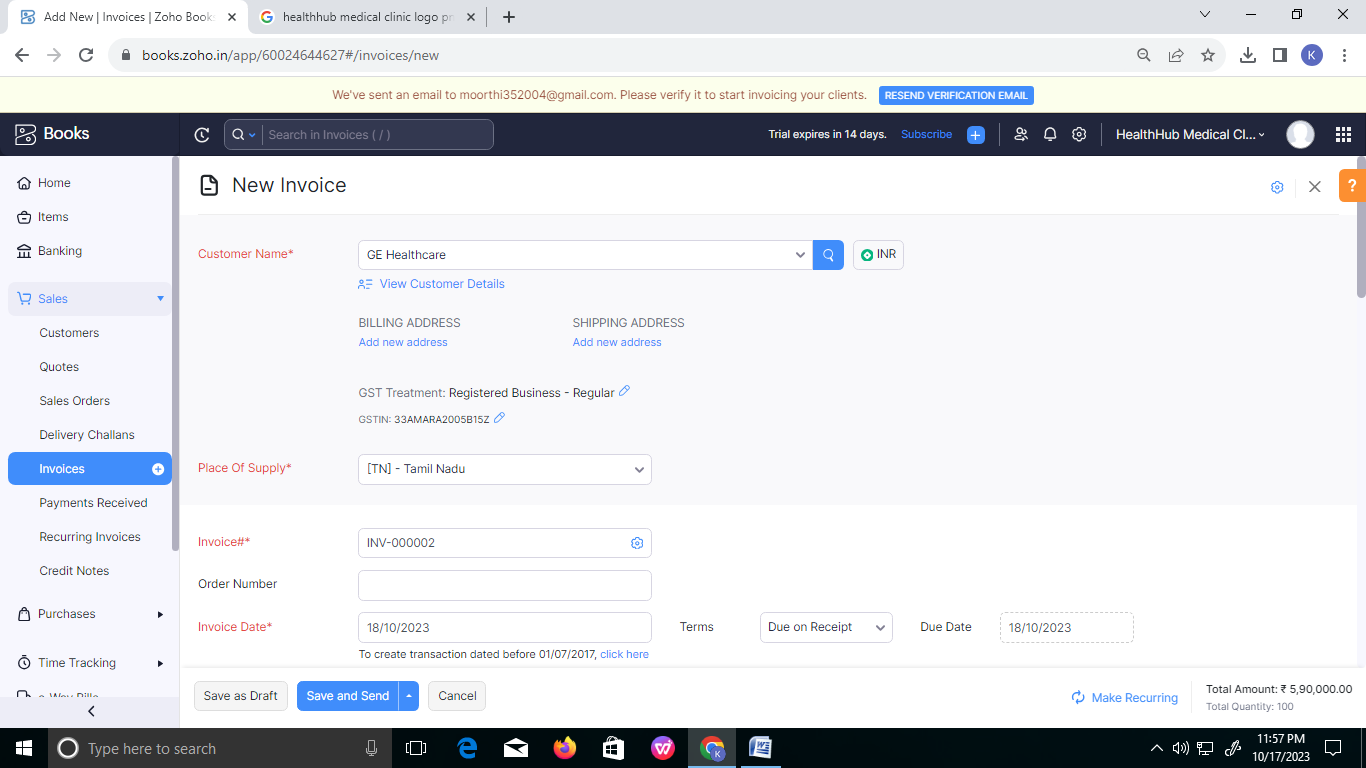 Add New | Invoices | Zoho Book
healthhub medical clinic logo pn
books.zoho.in/app/60024644627#/invoices/new
K
We've sent an email to moorthi352004@gmail.com. Please verify it to start invoicing your clients. RESEND VERIFICATION EMAIL
Books
Search in Invoices ( / )
Trial expires in 14 days. Subscribe
HealthHub Medical Cl...
Home
Items
Banking
Sales
Customers
Quotes
Sales Orders
Delivery Challans
Invoices
Payments Received
Recurring Invoices
Credit Notes
Purchases
Time Tracking
e-Way Bills
New Invoice
?
Customer Name*
GE Healthcare
INR
View Customer Details
BILLING ADDRESS SHIPPING ADDRESS
Add new address Add new address
GST Treatment: Registered Business - Regular
GSTIN: 33AMARA2005B15Z
Place Of Supply*
[TN] - Tamil Nadu
Invoice#*
INV-000002
Order Number
Invoice Date*
18/10/2023
Terms
Due on Receipt
Due Date
18/10/2023
To create transaction dated before 01/07/2017, click here
Save as Draft
Save and Send
Cancel
Make Recurring
Total Amount: ₹ 5,90,000.00
Total Quantity: 100
Type here to search
11:57 PM
10/17/2023